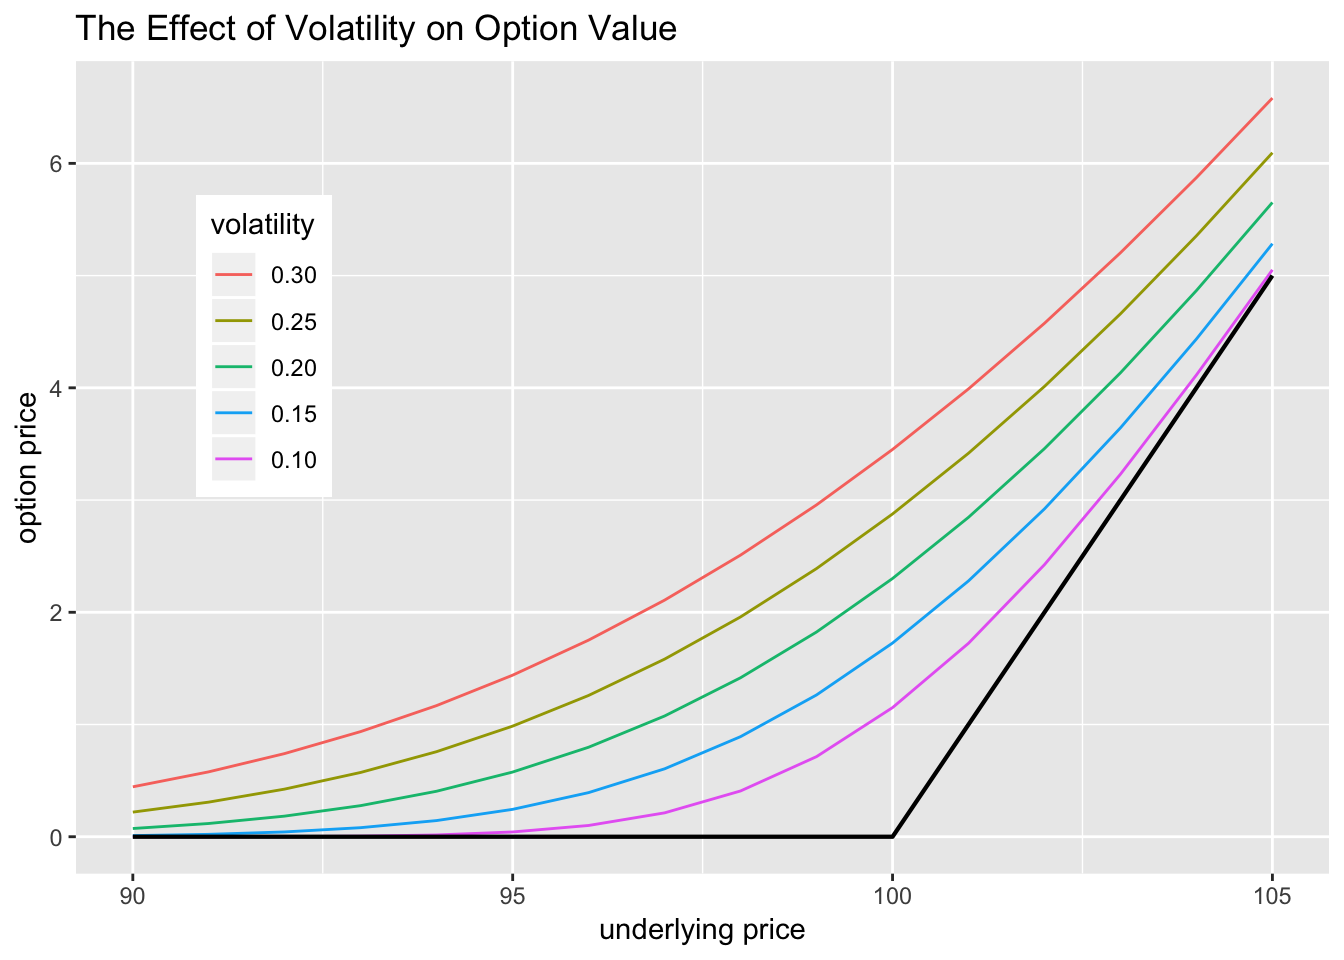 The Effect of Volatility on Option Value
6
4
2
0
option price
volatility
0.30
0.25
0.20
0.15
0.10
90 95 100 105
underlying price